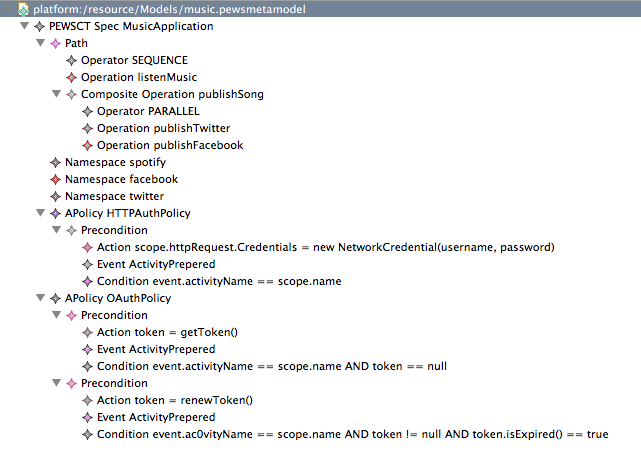 platform:/resource/Models/music.pewsmetamodel
PEWSCT Spec MusicApplication
Path
Operator SEQUENCE
Operation listenMusic
Composite Operation publishSong
Operator PARALLEL
Operation publishTwitter
Operation publishFacebook
Namespace spotify
Namespace facebook
Namespace twitter
APolicy HTTPAuthPolicy
Precondition
Action scope.httpRequest.Credentials = new NetworkCredential(username, password)
Event ActivityPrepered
Condition event.activityName == scope.name
APolicy OAuthPolicy
Precondition
Action token = getToken()
Event ActivityPrepered
Condition event.activityName == scope.name AND token == null
Precondition
Action token = renewToken()
Event ActivityPrepered
Condition event.ac0vityName == scope.name AND token != null AND token.isExpired() == true